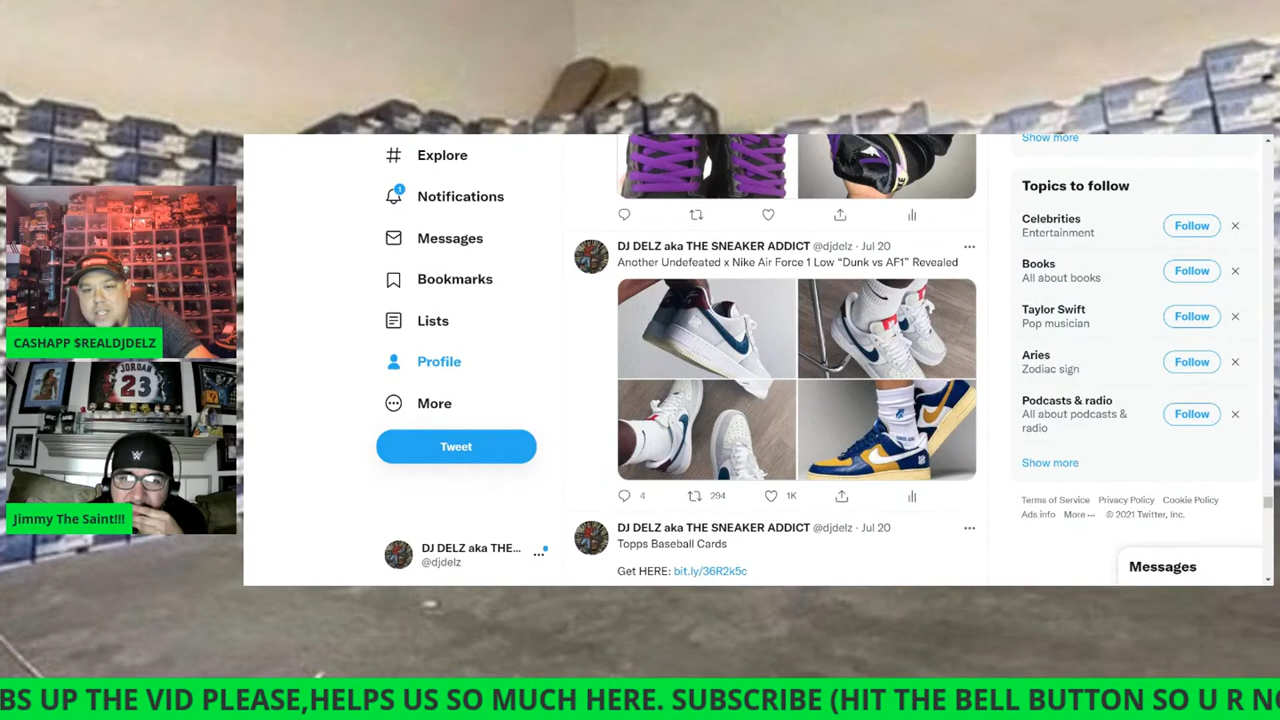 Explore
Notifications
1
Messages
Bookmarks
Lists
Profile
More
Tweet
DJ DELZ aka THE...
@djdelz
DJ DELZ aka THE SNEAKER ADDICT @djdelz · Jul 20
Another Undefeated x Nike Air Force 1 Low “Dunk vs AF1” Revealed
4 294 1K
DJ DELZ aka THE SNEAKER ADDICT @djdelz · Jul 20
Topps Baseball Cards
Get HERE: bit.ly/36R2k5c
Show more
Topics to follow
Celebrities
Entertainment
Follow
Books
All about books
Follow
Taylor Swift
Pop musician
Follow
Aries
Zodiac sign
Follow
Podcasts & radio
All about podcasts &
radio
Follow
Show more
Terms of Service Privacy Policy Cookie Policy
Ads info More ··· © 2021 Twitter, Inc.
Messages
CASHAPP $REALDJDELZ
JORDAN
23
W
Jimmy The Saint!!!
BS UP THE VID PLEASE,HELPS US SO MUCH HERE. SUBSCRIBE (HIT THE BELL BUTTON SO U R NO